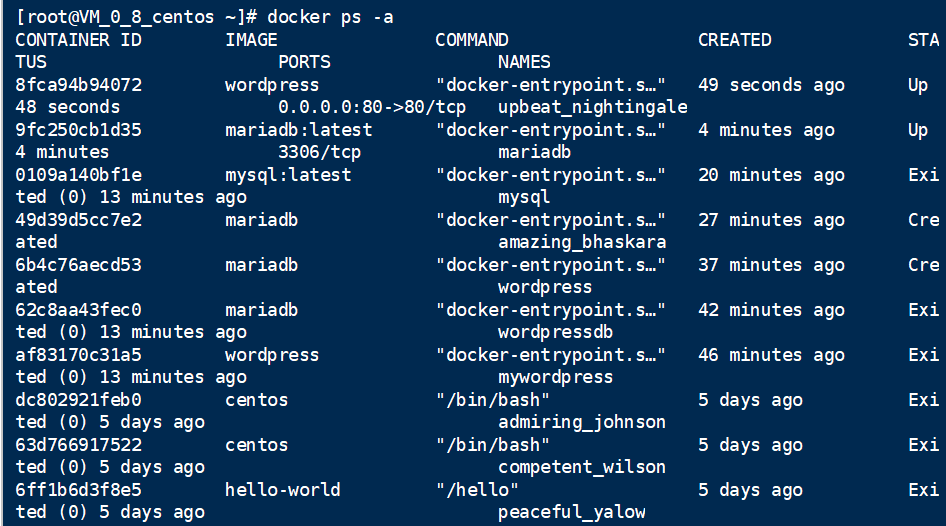 [root@VM_0_8_centos ~]# docker ps -a
CONTAINER ID        IMAGE               COMMAND                  CREATED             STA
TUS                      PORTS                NAMES
8fca94b94072        wordpress           "docker-entrypoint.s…"   49 seconds ago      Up 
48 seconds               0.0.0.0:80->80/tcp   upbeat_nightingale
9fc250cb1d35        mariadb:latest      "docker-entrypoint.s…"   4 minutes ago       Up 
4 minutes                3306/tcp             mariadb
0109a140bf1e        mysql:latest        "docker-entrypoint.s…"   20 minutes ago      Exi
ted (0) 13 minutes ago                        mysql
49d39d5cc7e2        mariadb             "docker-entrypoint.s…"   27 minutes ago      Cre
ated                                          amazing_bhaskara
6b4c76aecd53        mariadb             "docker-entrypoint.s…"   37 minutes ago      Cre
ated                                          wordpress
62c8aa43fec0        mariadb             "docker-entrypoint.s…"   42 minutes ago      Exi
ted (0) 13 minutes ago                        wordpressdb
af83170c31a5        wordpress           "docker-entrypoint.s…"   46 minutes ago      Exi
ted (0) 13 minutes ago                        mywordpress
dc802921feb0        centos              "/bin/bash"              5 days ago          Exi
ted (0) 5 days ago                            admiring_johnson
63d766917522        centos              "/bin/bash"              5 days ago          Exi
ted (0) 5 days ago                            competent_wilson
6ff1b6d3f8e5        hello-world         "/hello"                 5 days ago          Exi
ted (0) 5 days ago                            peaceful_yalow